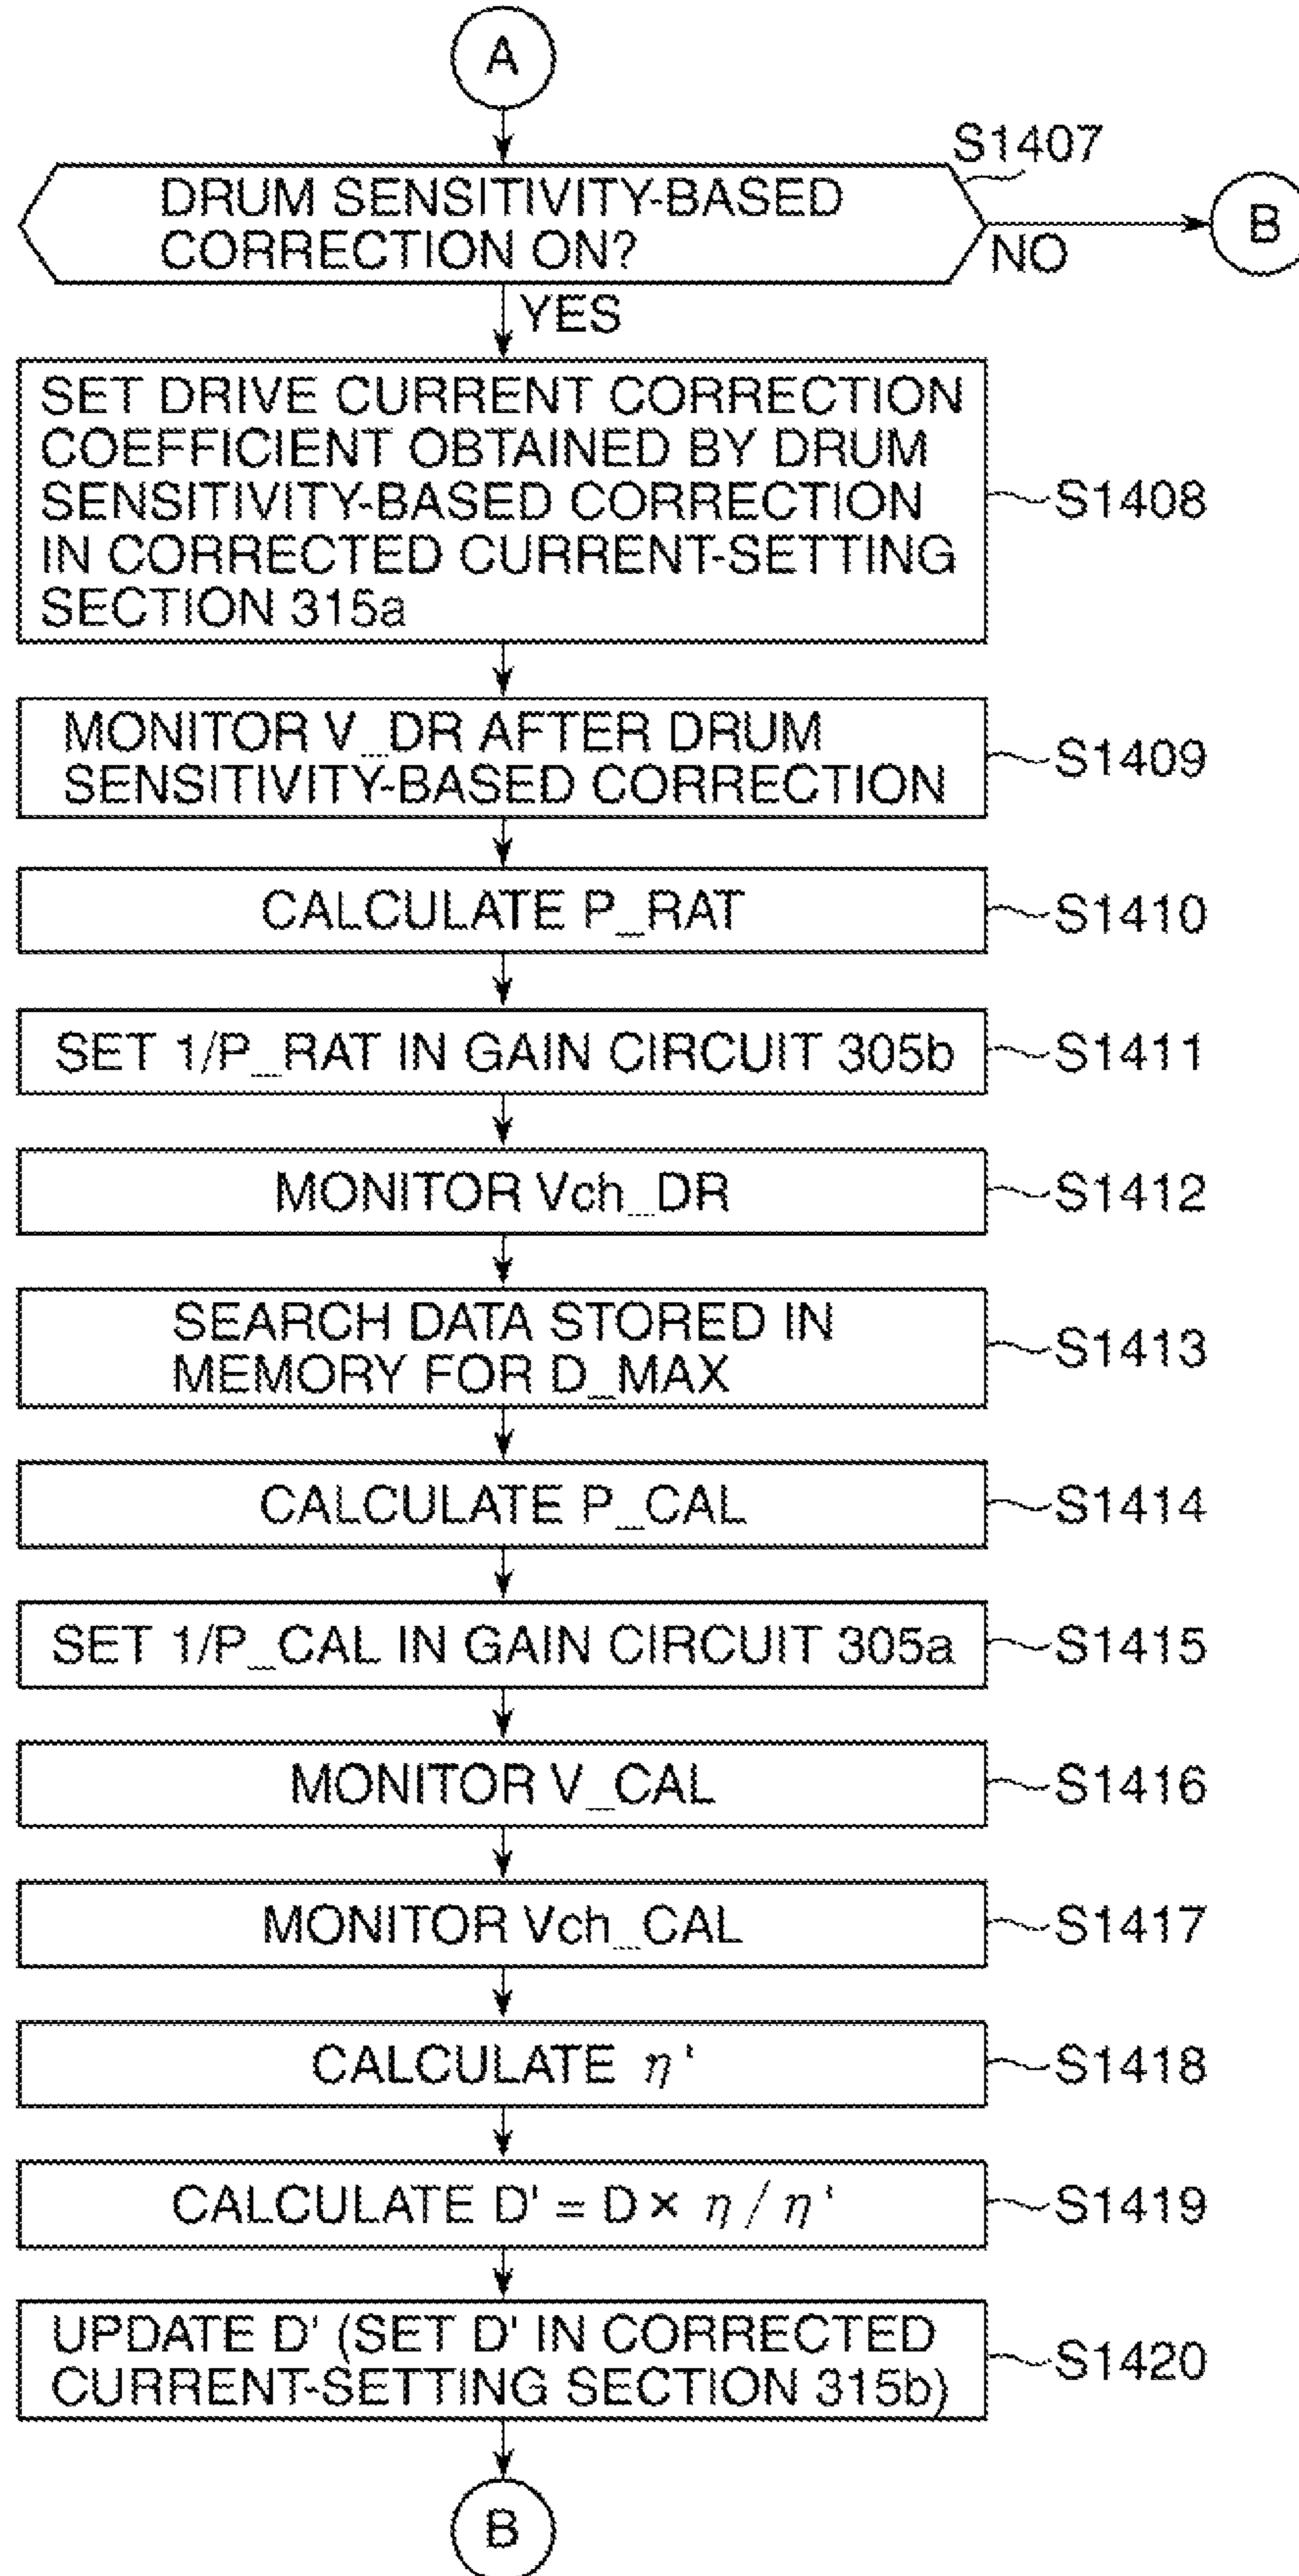 A
S1407
DRUM SENSITIVITY-BASED
CORRECTION ON?
B
NO
YES
SET DRIVE CURRENT CORRECTION
COEFFICIENT OBTAINED BY DRUM
SENSITIVITY-BASED CORRECTION
IN CORRECTED CURRENT-SETTING
SECTION 315a
S1408
MONITOR V_DR AFTER DRUM
SENSITIVITY-BASED CORRECTION
S1409
CALCULATE P_RAT
S1410
SET 1/P_RAT IN GAIN CIRCUIT 305b
S1411
MONITOR Vch_DR
S1412
SEARCH DATA STORED IN
MEMORY FOR D_MAX
S1413
CALCULATE P_CAL
S1414
SET 1/P_CAL IN GAIN CIRCUIT 305a
S1415
MONITOR V_CAL
S1416
MONITOR Vch_CAL
S1417
CALCULATE η'
S1418
CALCULATE D' = D × η / η'
S1419
UPDATE D' (SET D' IN CORRECTED
CURRENT-SETTING SECTION 315b)
S1420
B